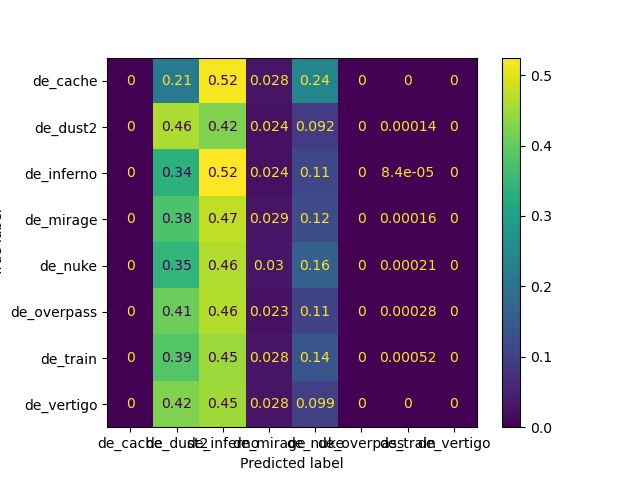 de_cache 0 0.21 0.52 0.028 0.24 0 0 0
de_dust2 0 0.46 0.42 0.024 0.092 0 0.00014 0
de_inferno 0 0.34 0.52 0.024 0.11 0 8.4e-05 0
de_mirage 0 0.38 0.47 0.029 0.12 0 0.00016 0
de_nuke 0 0.35 0.46 0.03 0.16 0 0.00021 0
de_overpass 0 0.41 0.46 0.023 0.11 0 0.00028 0
de_train 0 0.39 0.45 0.028 0.14 0 0.00052 0
de_vertigo 0 0.42 0.45 0.028 0.099 0 0 0
de_cache de_dust2 de_inferno de_mirage de_nuke de_overpass de_train de_vertigo
Predicted label
0.5
0.4
0.3
0.2
0.1
0.0